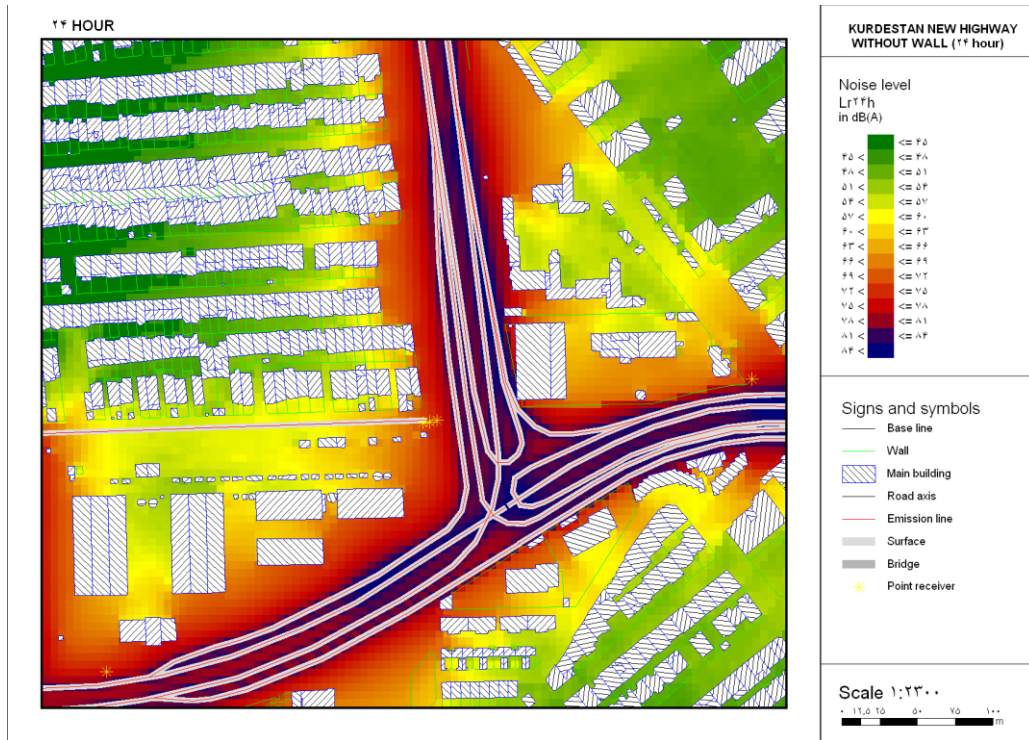 ۲۴ HOUR
KURDESTAN NEW HIGHWAY
WITHOUT WALL (۲۴ hour)
Noise level
Lr۲۴h
in dB(A)
<= ۴۵
۴۵ < <= ۴۸
۴۸ < <= ۵۱
۵۱ < <= ۵۴
۵۴ < <= ۵۷
۵۷ < <= ۶۰
۶۰ < <= ۶۳
۶۳ < <= ۶۶
۶۶ < <= ۶۹
۶۹ < <= ۷۲
۷۲ < <= ۷۵
۷۵ < <= ۷۸
۷۸ < <= ۸۱
۸۱ < <= ۸۴
۸۴ <
Signs and symbols
Base line
Wall
Main building
Road axis
Emission line
Surface
Bridge
Point receiver
Scale ۱:۲۳۰۰
۰ ۱۲,۵ ۲۵ ۵۰ ۷۵ ۱۰۰
m